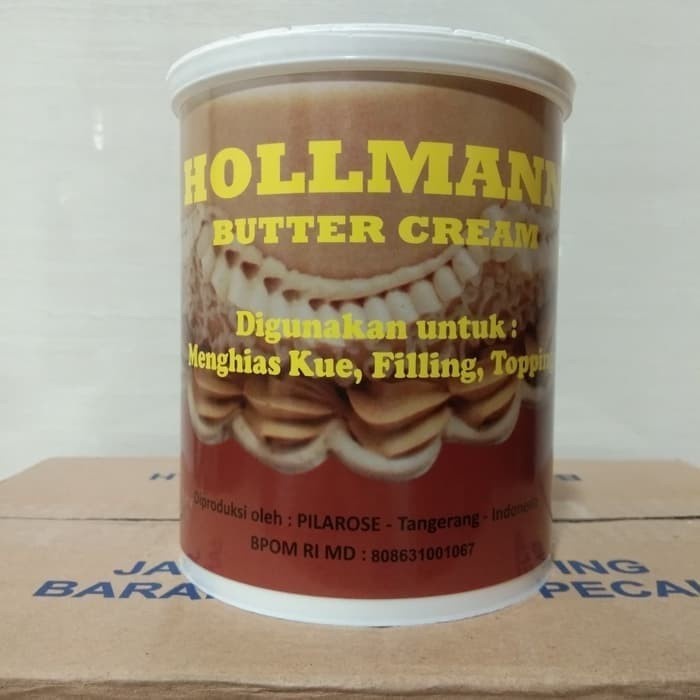 HOLLMANN
BUTTER CREAM
Digunakan untuk :
Menghias Kue, Filling, Topping
Diproduksi oleh : PILAROSE - Tangerang - Indonesia
BPOM RI MD : 808631001067